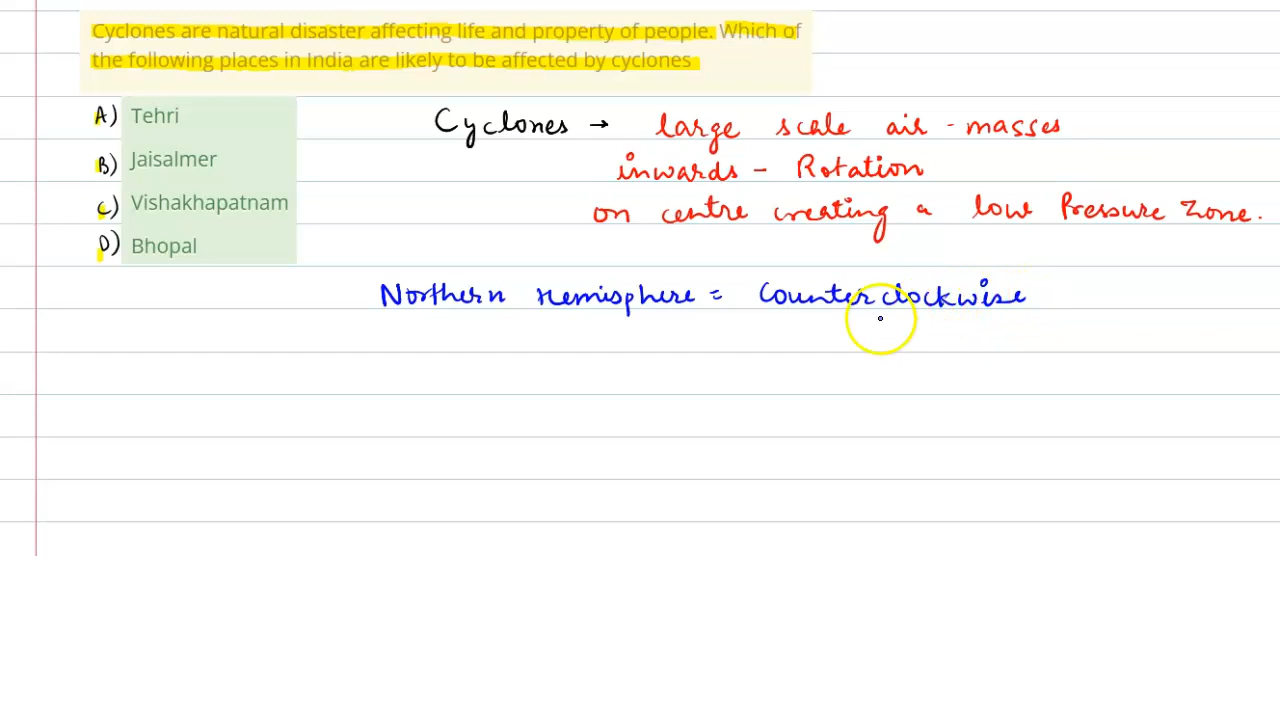 Cyclones are natural disaster affecting life and property of people. Which of
the following places in India are likely to be affected by cyclones
A) Tehri
B) Jaisalmer
C) Vishakhapatnam
D) Bhopal
Cyclones → large scale air - masses
inwards - Rotation
on centre creating a low Pressure Zone.
Northern Hemisphere = Counterclockwise